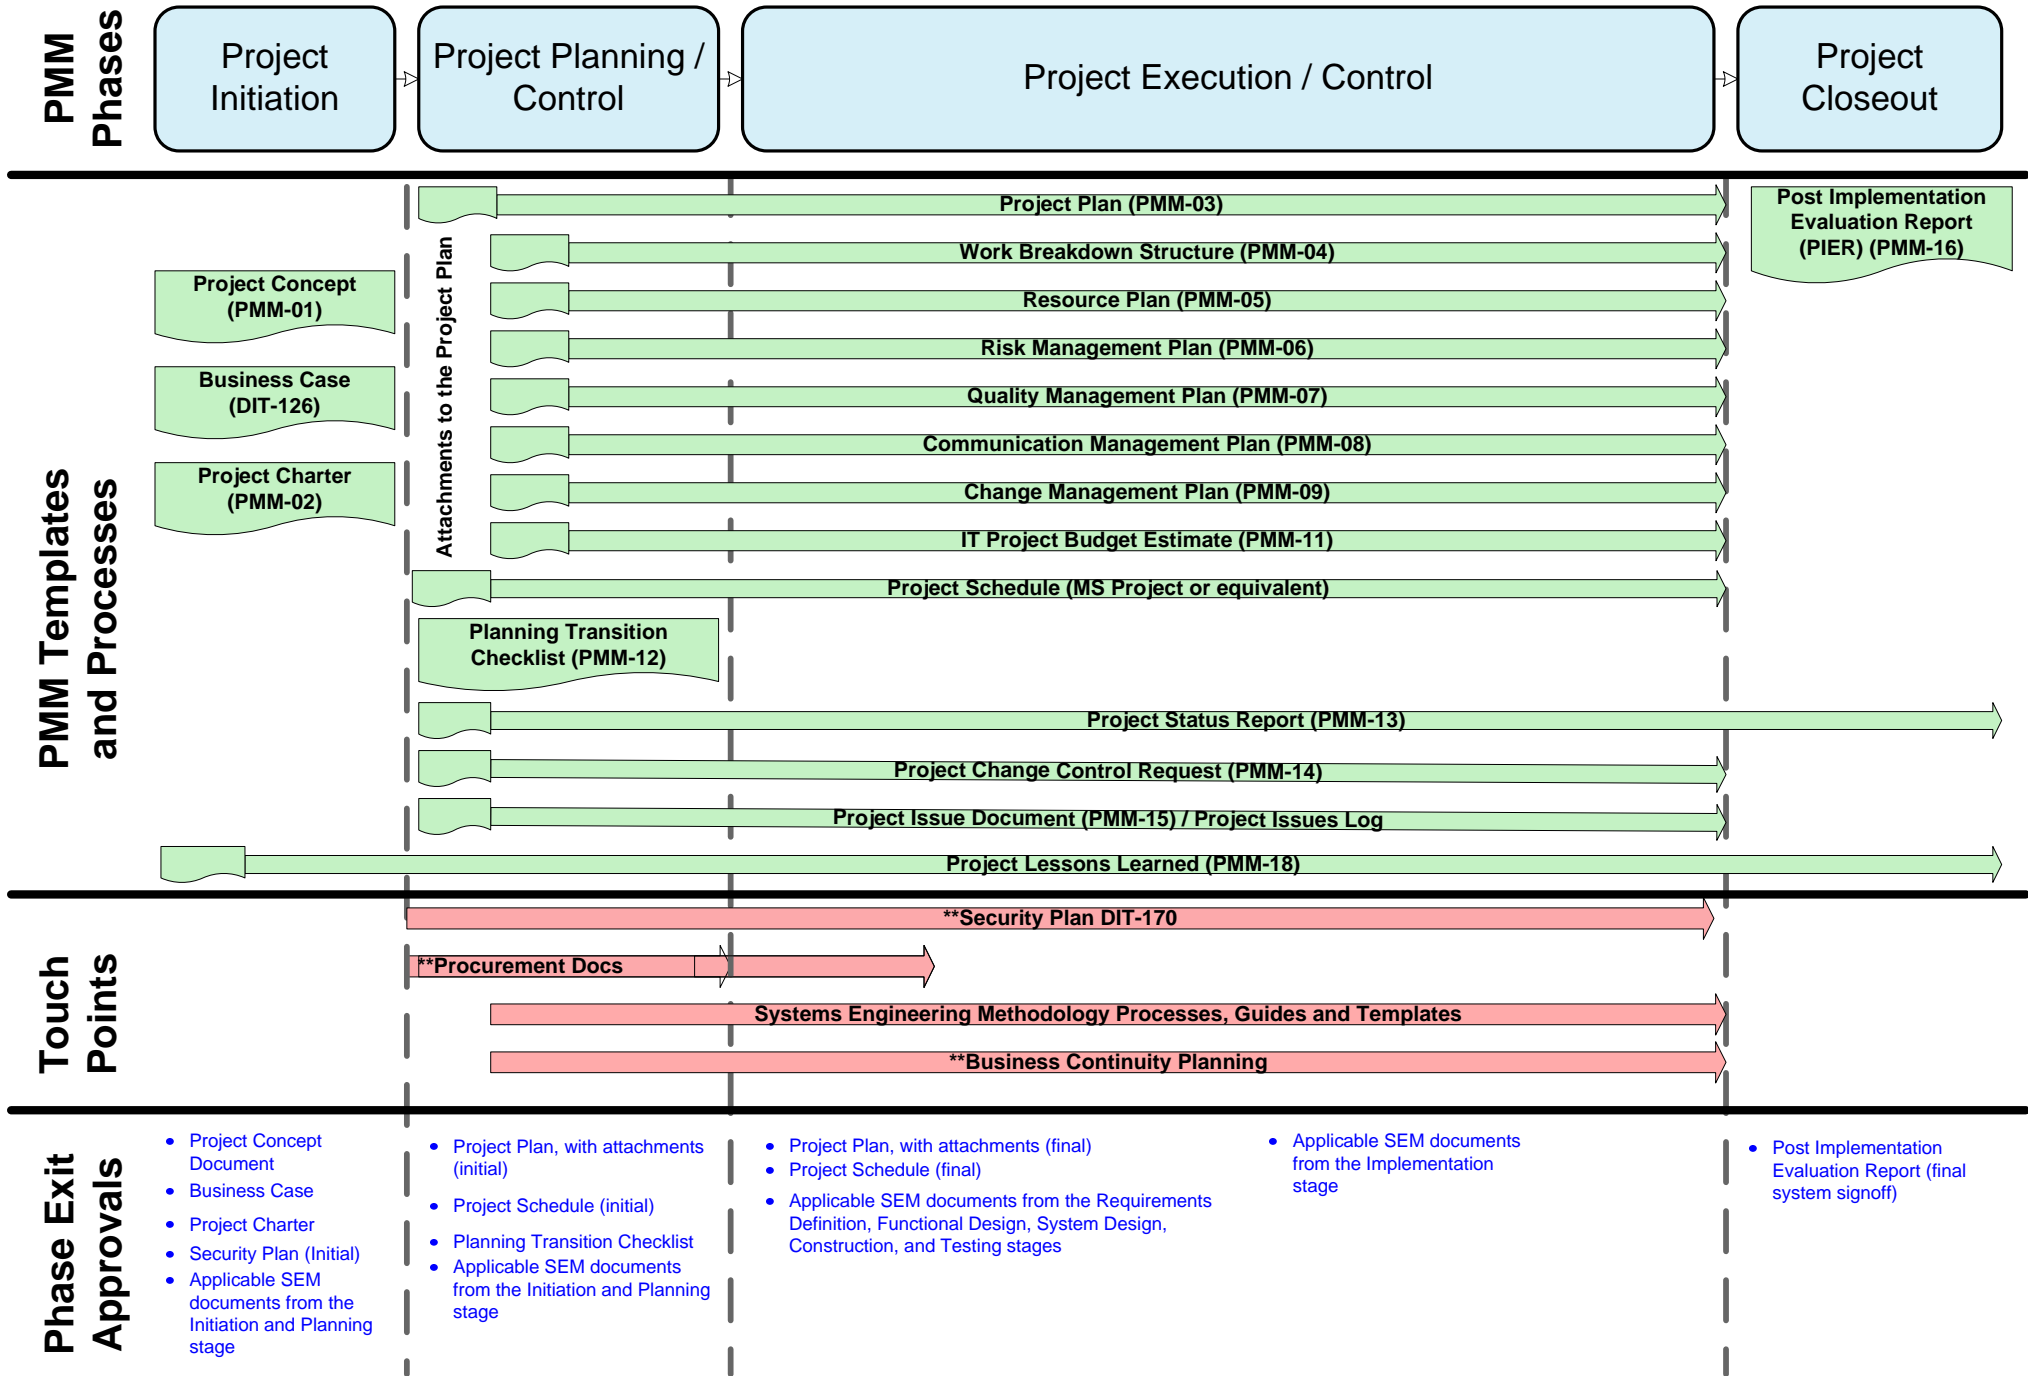 PMM
Phases
Project
Initiation
Project Planning /
Control
Project Execution / Control
Project
Closeout
PMM Templates
and Processes
Project Concept
(PMM-01)
Business Case
(DIT-126)
Project Charter
(PMM-02)
Attachments to the Project Plan
Project Plan (PMM-03)
Work Breakdown Structure (PMM-04)
Resource Plan (PMM-05)
Risk Management Plan (PMM-06)
Quality Management Plan (PMM-07)
Communication Management Plan (PMM-08)
Change Management Plan (PMM-09)
IT Project Budget Estimate (PMM-11)
Project Schedule (MS Project or equivalent)
Planning Transition
Checklist (PMM-12)
Project Status Report (PMM-13)
Project Change Control Request (PMM-14)
Project Issue Document (PMM-15) / Project Issues Log
Project Lessons Learned (PMM-18)
Post Implementation
Evaluation Report
(PIER) (PMM-16)
Touch
Points
**Security Plan DIT-170
**Procurement Docs
Systems Engineering Methodology Processes, Guides and Templates
**Business Continuity Planning
Phase Exit
Approvals
• Project Concept
Document
• Business Case
• Project Charter
• Security Plan (Initial)
• Applicable SEM
documents from the
Initiation and Planning
stage
• Project Plan, with attachments
(initial)
• Project Schedule (initial)
• Planning Transition Checklist
• Applicable SEM documents
from the Initiation and Planning
stage
• Project Plan, with attachments (final)
• Project Schedule (final)
• Applicable SEM documents from the Requirements
Definition, Functional Design, System Design,
Construction, and Testing stages
• Applicable SEM documents
from the Implementation
stage
• Post Implementation
Evaluation Report (final
system signoff)